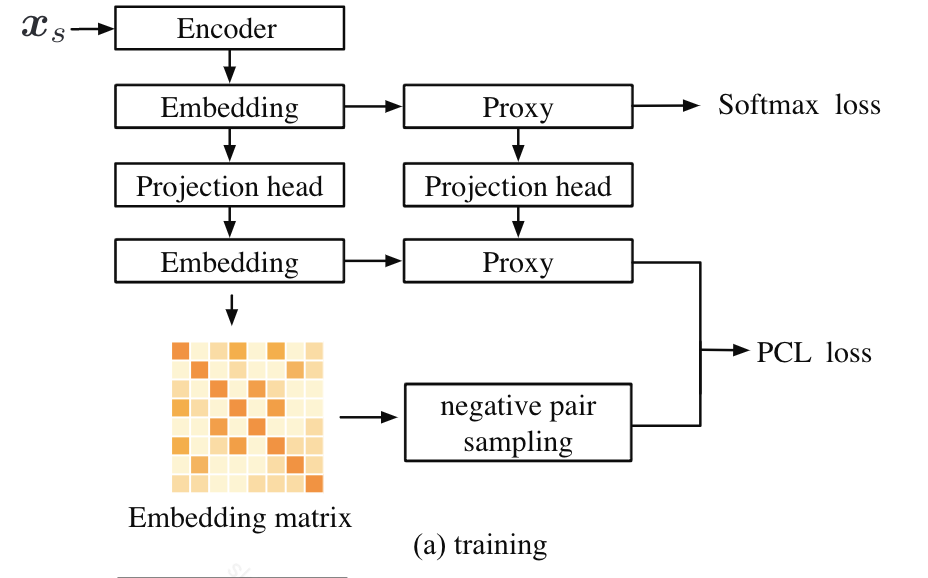 x_s
Encoder
Embedding
Proxy
Softmax loss
Projection head
Projection head
Embedding
Proxy
PCL loss
negative pair
sampling
Embedding matrix
(a) training